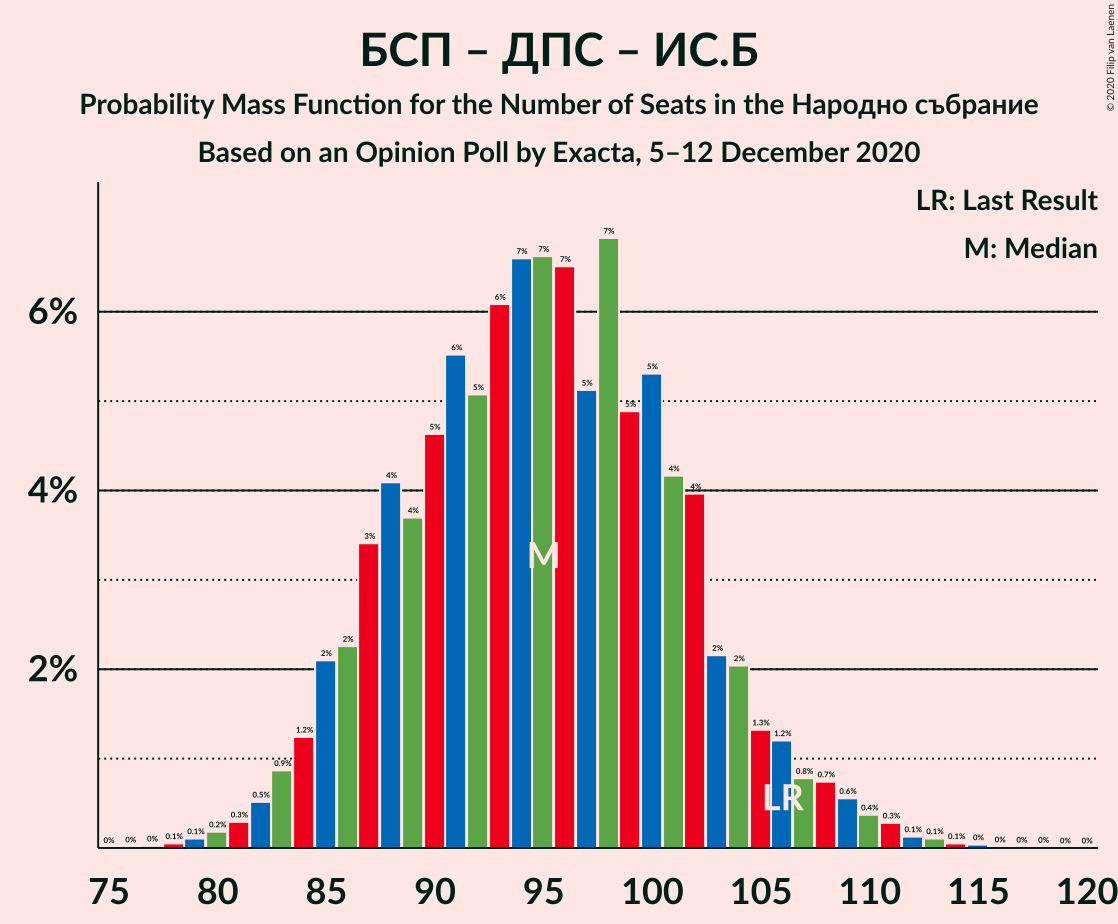 БСП – ДПС – ИС.Б
Probability Mass Function for the Number of Seats in the Народно събрание
Based on an Opinion Poll by Exacta, 5–12 December 2020
© 2020 Filip van Laenen
LR: Last Result
M: Median
6%
4%
2%
0% 0% 0% 0.1% 0.1% 0.2% 0.3% 0.5% 0.9% 1.2% 2% 2% 3% 4% 4% 5% 6% 5% 6% 7% 7% 7% 5% 7% 5% 5% 4% 4% 2% 2% 1.3% 1.2% 0.8% 0.7% 0.6% 0.4% 0.3% 0.1% 0.1% 0.1% 0% 0% 0% 0% 0% 0%
M
LR
75 80 85 90 95 100 105 110 115 120